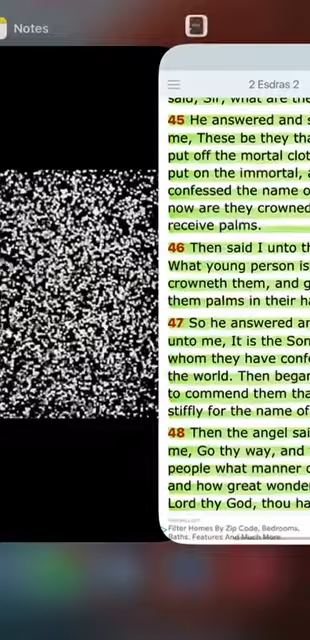 Notes
2 Esdras 2
said, Sir, what are the
45 He answered and s
me, These be they tha
put off the mortal clot
put on the immortal, a
confessed the name o
now are they crowned
receive palms.
46 Then said I unto th
What young person is
crowneth them, and g
them palms in their ha
47 So he answered an
unto me, It is the Son
whom they have confe
the world. Then began
to commend them tha
stiffly for the name of
48 Then the angel sai
me, Go thy way, and
people what manner o
and how great wonde
Lord thy God, thou ha
Filter Homes By Zip Code, Bedrooms,
Baths, Features And Much More.